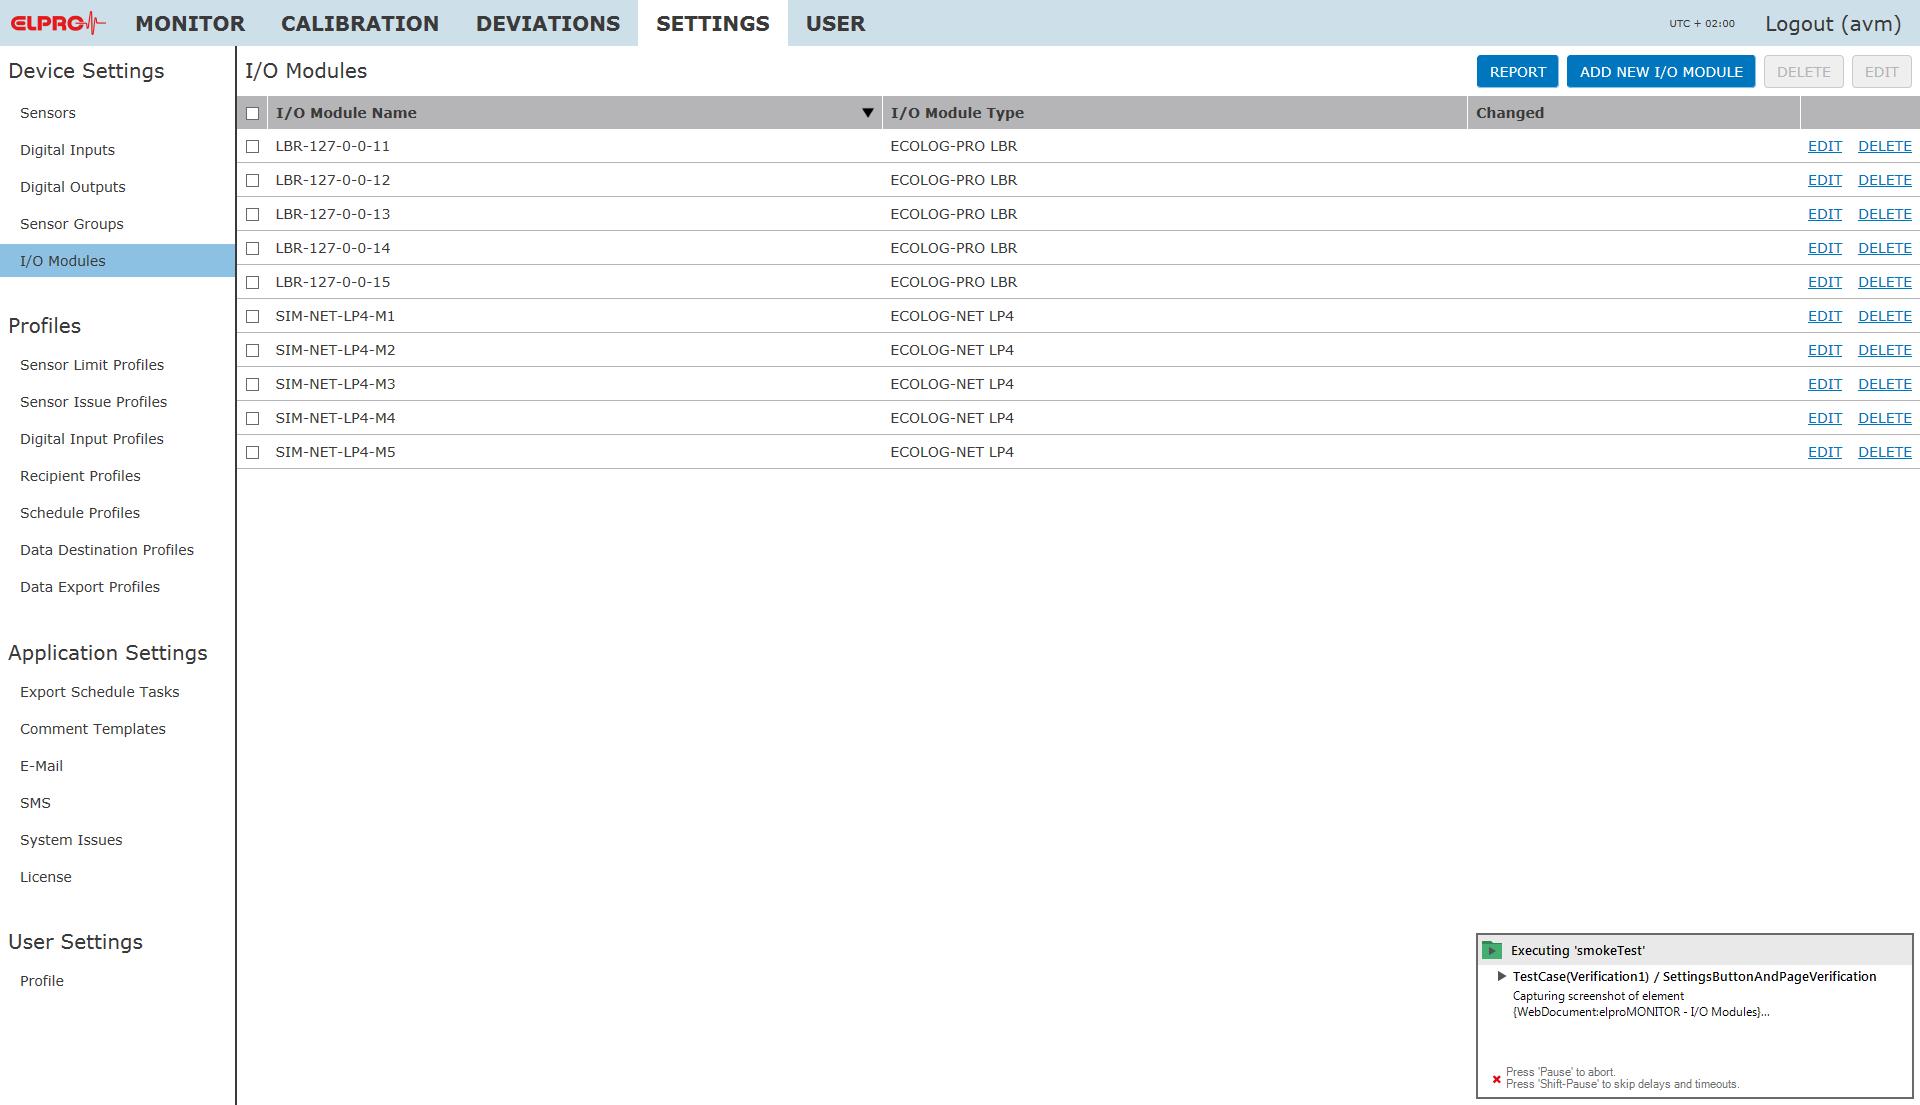 ELPRO MONITOR CALIBRATION DEVIATIONS SETTINGS USER UTC + 02:00 Logout (avm)
Device Settings
Sensors
Digital Inputs
Digital Outputs
Sensor Groups
I/O Modules
Profiles
Sensor Limit Profiles
Sensor Issue Profiles
Digital Input Profiles
Recipient Profiles
Schedule Profiles
Data Destination Profiles
Data Export Profiles
Application Settings
Export Schedule Tasks
Comment Templates
E-Mail
SMS
System Issues
License
User Settings
Profile
I/O Modules REPORT ADD NEW I/O MODULE DELETE EDIT
I/O Module Name I/O Module Type Changed
LBR-127-0-0-11 ECOLOG-PRO LBR EDIT DELETE
LBR-127-0-0-12 ECOLOG-PRO LBR EDIT DELETE
LBR-127-0-0-13 ECOLOG-PRO LBR EDIT DELETE
LBR-127-0-0-14 ECOLOG-PRO LBR EDIT DELETE
LBR-127-0-0-15 ECOLOG-PRO LBR EDIT DELETE
SIM-NET-LP4-M1 ECOLOG-NET LP4 EDIT DELETE
SIM-NET-LP4-M2 ECOLOG-NET LP4 EDIT DELETE
SIM-NET-LP4-M3 ECOLOG-NET LP4 EDIT DELETE
SIM-NET-LP4-M4 ECOLOG-NET LP4 EDIT DELETE
SIM-NET-LP4-M5 ECOLOG-NET LP4 EDIT DELETE
Executing 'smokeTest'
TestCase(Verification1) / SettingsButtonAndPageVerification
Capturing screenshot of element
{WebDocument:elproMONITOR - I/O Modules}...
Press 'Pause' to abort.
Press 'Shift-Pause' to skip delays and timeouts.